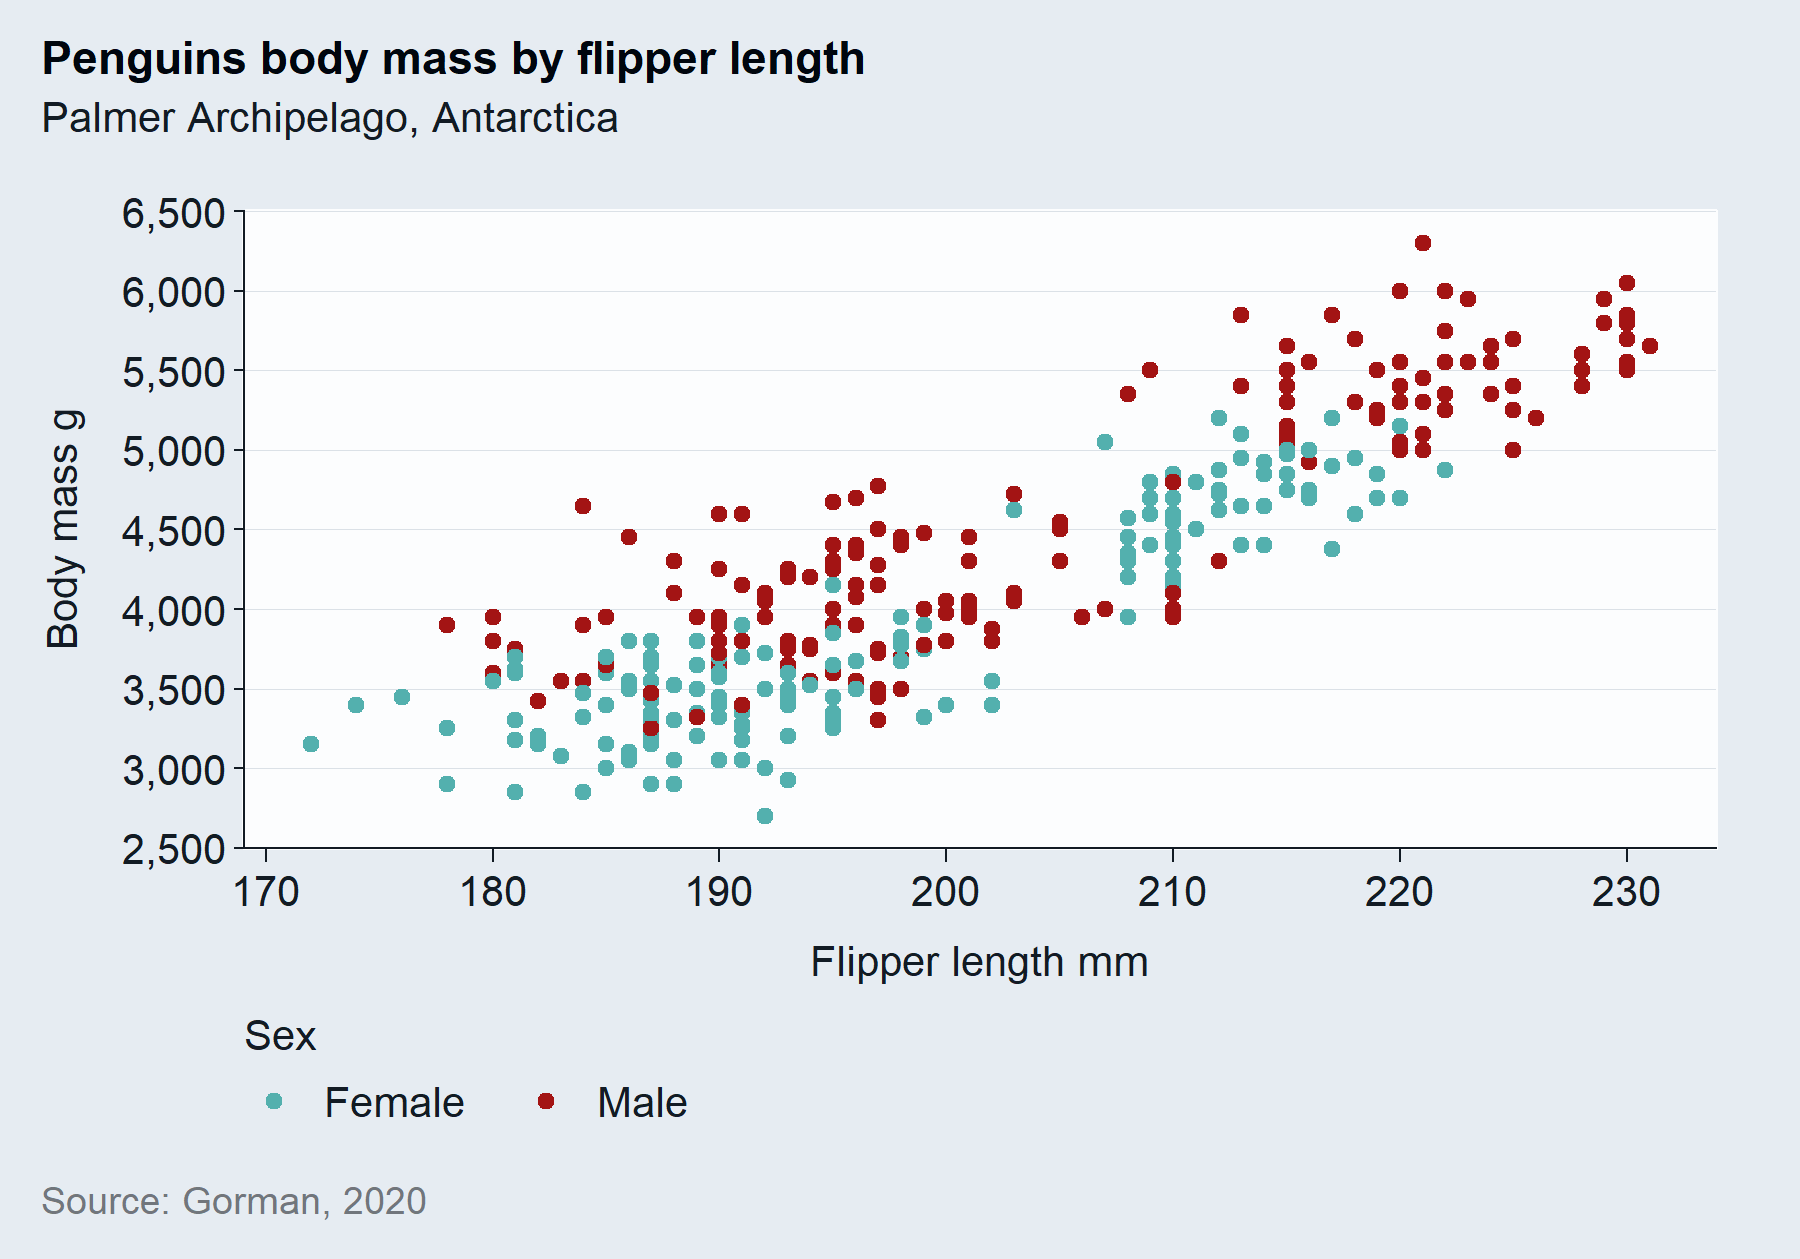 Penguins body mass by flipper length
Palmer Archipelago, Antarctica
6,500
6,000
5,500
5,000
4,500
4,000
3,500
3,000
2,500
Body mass g
170 180 190 200 210 220 230
Flipper length mm
Sex
Female Male
Source: Gorman, 2020